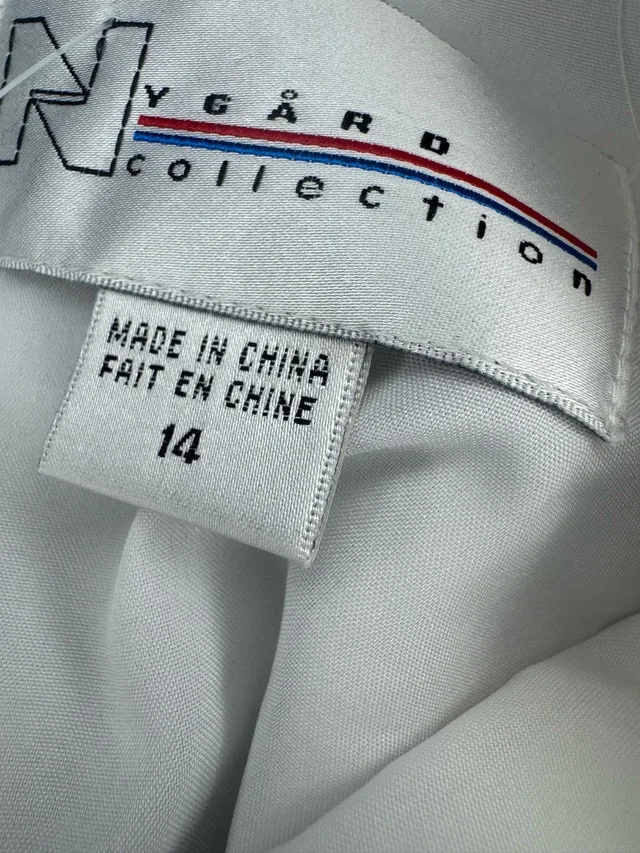 NYGÅRD
collection
MADE IN CHINA
FAIT EN CHINE
14